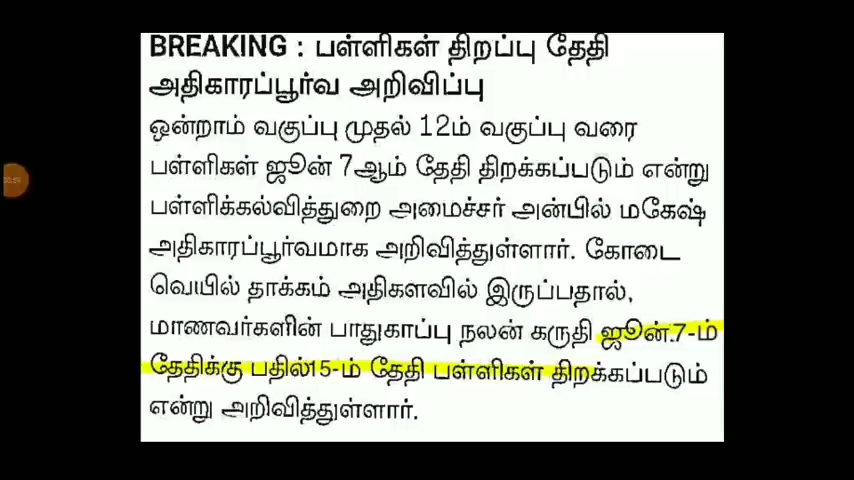 BREAKING : பள்ளிகள் திறப்பு தேதி
அதிகாரப்பூர்வ அறிவிப்பு
ஒன்றாம் வகுப்பு முதல் 12ம் வகுப்பு வரை
பள்ளிகள் ஜூன் 7ஆம் தேதி திறக்கப்படும் என்று
பள்ளிக்கல்வித்துறை அமைச்சர் அன்பில் மகேஷ்
அதிகாரப்பூர்வமாக அறிவித்துள்ளார். கோடை
வெயில் தாக்கம் அதிகளவில் இருப்பதால்,
மாணவர்களின் பாதுகாப்பு நலன் கருதி ஜூன்.7-ம்
தேதிக்கு பதில்15-ம் தேதி பள்ளிகள் திறக்கப்படும்
என்று அறிவித்துள்ளார்.